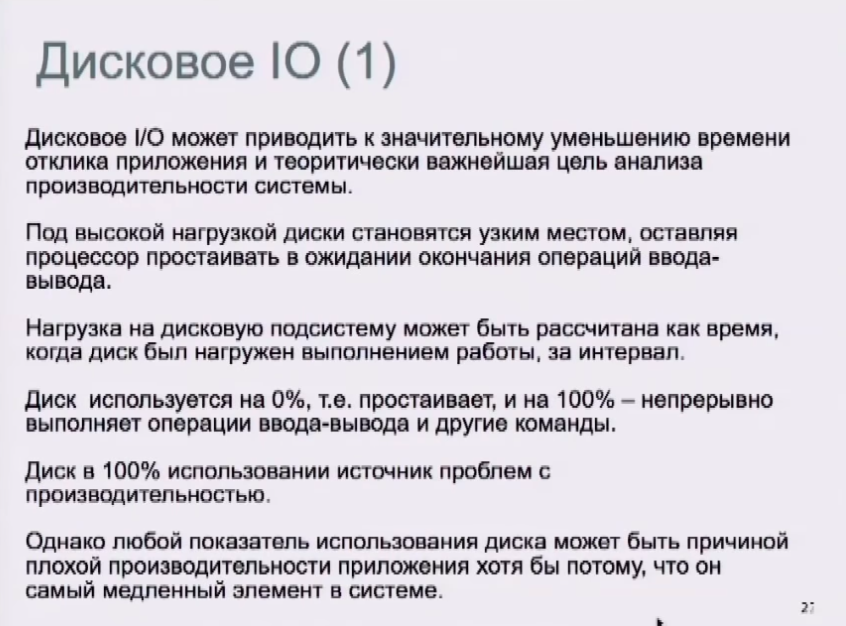 Дисковое IO (1)
Дисковое I/O может приводить к значительному уменьшению времени
отклика приложения и теоритически важнейшая цель анализа
производительности системы.
Под высокой нагрузкой диски становятся узким местом, оставляя
процессор простаивать в ожидании окончания операций ввода-
вывода.
Нагрузка на дисковую подсистему может быть рассчитана как время,
когда диск был нагружен выполнением работы, за интервал.
Диск используется на 0%, т.е. простаивает, и на 100% – непрерывно
выполняет операции ввода-вывода и другие команды.
Диск в 100% использовании источник проблем с
производительностью.
Однако любой показатель использования диска может быть причиной
плохой производительности приложения хотя бы потому, что он
самый медленный элемент в системе.
27